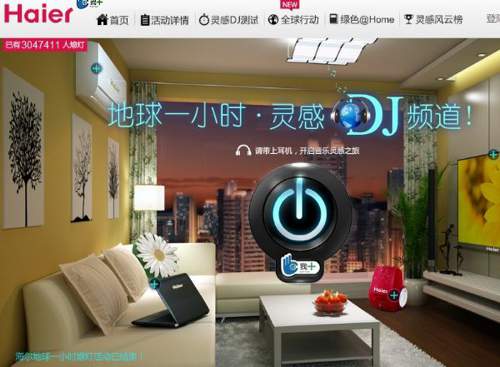 Haier
我+
首页
活动详情
灵感DJ测试
NEW
全球行动
绿色@Home
灵感风云榜
已有3047411人熄灯
地球一小时·灵感DJ频道!
请带上耳机，开启音乐灵感之旅
我+
Haier
海尔地球一小时熄灯活动已结束！